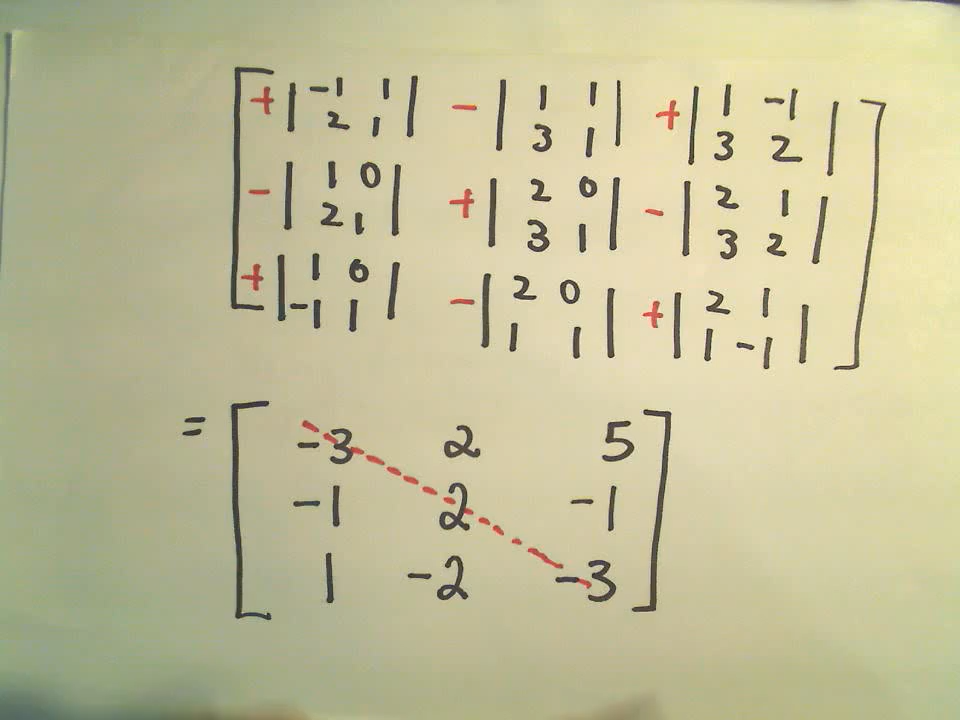 + | -1 1 | - | 1 1 | + | 1 -1 |
2 1 3 1 3 2
- | 1 0 | + | 2 0 | - | 2 1 |
2 1 3 1 3 2
+ | 1 0 | - | 2 0 | + | 2 1 |
-1 1 1 1 1 -1
= [ -3 2 5 ]
-1 2 -1
1 -2 -3